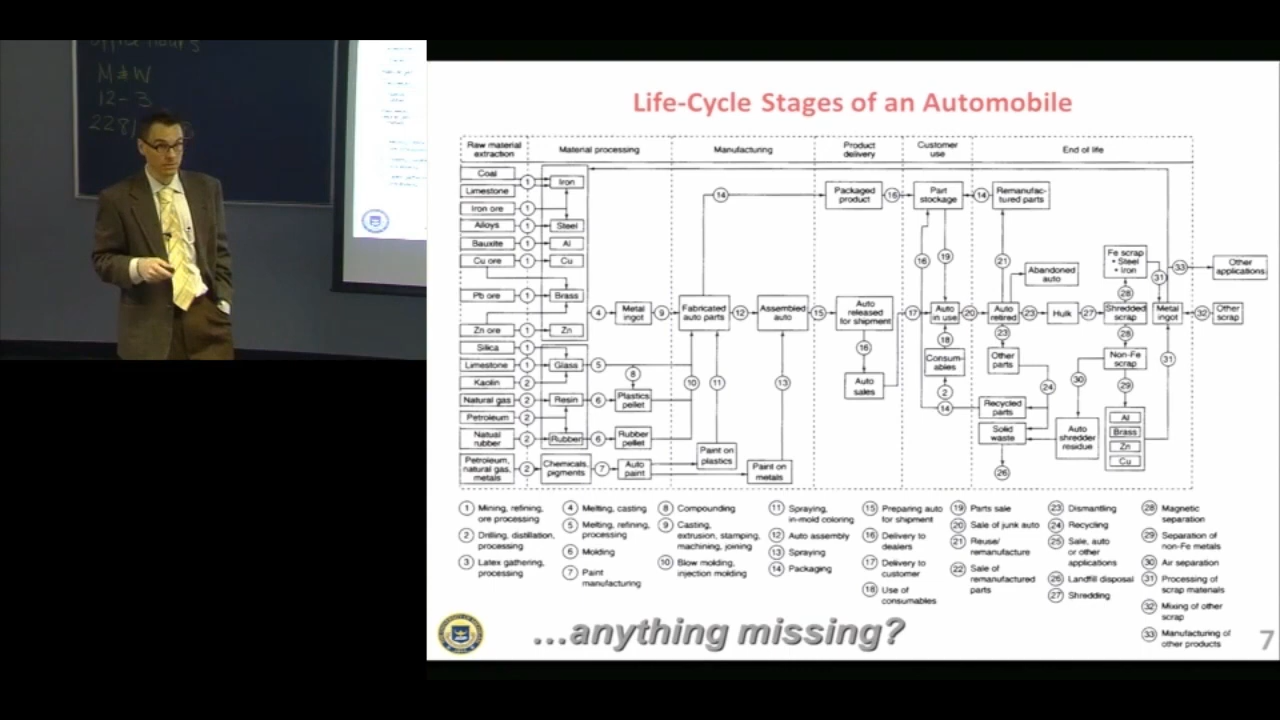 office hours
M & W
12 - 3
Life-Cycle Stages of an Automobile
Raw material
extraction
Material processing
Manufacturing
Product
delivery
Customer
use
End of life
Coal
Limestone
Iron ore
Alloys
Bauxite
Cu ore
Pb ore
Zn ore
Silica
Limestone
Kaolin
Natural gas
Petroleum
Natual
rubber
Petroleum,
natural gas,
metals
Iron
Steel
Al
Cu
Brass
Zn
Glass
Resin
Rubber
Chemicals,
pigments
Metal
ingot
Plastics
pellet
Rubber
pellet
Auto
paint
Fabricated
auto parts
Paint on
plastics
Assembled
auto
Paint on
metals
Packaged
product
Auto
released
for shipment
Auto
sales
Part
stockage
Auto
in use
Consum-
ables
Remanufac-
tured parts
Abandoned
auto
Auto
retired
Hulk
Other
parts
Recycled
parts
Solid
waste
Auto
shredder
residue
Fe scrap
• Steel
• Iron
Shredded
scrap
Non-Fe
scrap
Al
Brass
Zn
Cu
Metal
ingot
Other
applications
Other
scrap
1 Mining, refining,
ore processing
2 Drilling, distillation,
processing
3 Latex gathering,
processing
4 Melting, casting
5 Melting, refining,
processing
6 Molding
7 Paint
manufacturing
8 Compounding
9 Casting,
extrusion, stamping,
machining, joining
10 Blow molding,
injection molding
11 Spraying,
in-mold coloring
12 Auto assembly
13 Spraying
14 Packaging
15 Preparing auto
for shipment
16 Delivery to
dealers
17 Delivery to
customer
18 Use of
consumables
19 Parts sale
20 Sale of junk auto
21 Reuse/
remanufacture
22 Sale of
remanufactured
parts
23 Dismantling
24 Recycling
25 Sale, auto
or other
applications
26 Landfill disposal
27 Shredding
28 Magnetic
separation
29 Separation of
non-Fe metals
30 Air separation
31 Processing of
scrap materials
32 Mixing of other
scrap
33 Manufacturing of
other products
...anything missing?
7